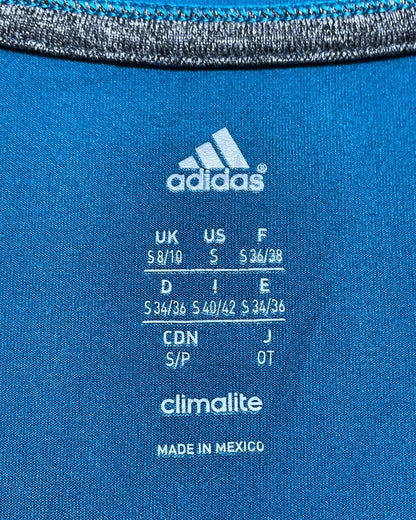 adidas®
UK US F
S 8/10 S S 36/38
D I E
S 34/36 S 40/42 S 34/36
CDN J
S/P OT
climalite
MADE IN MEXICO